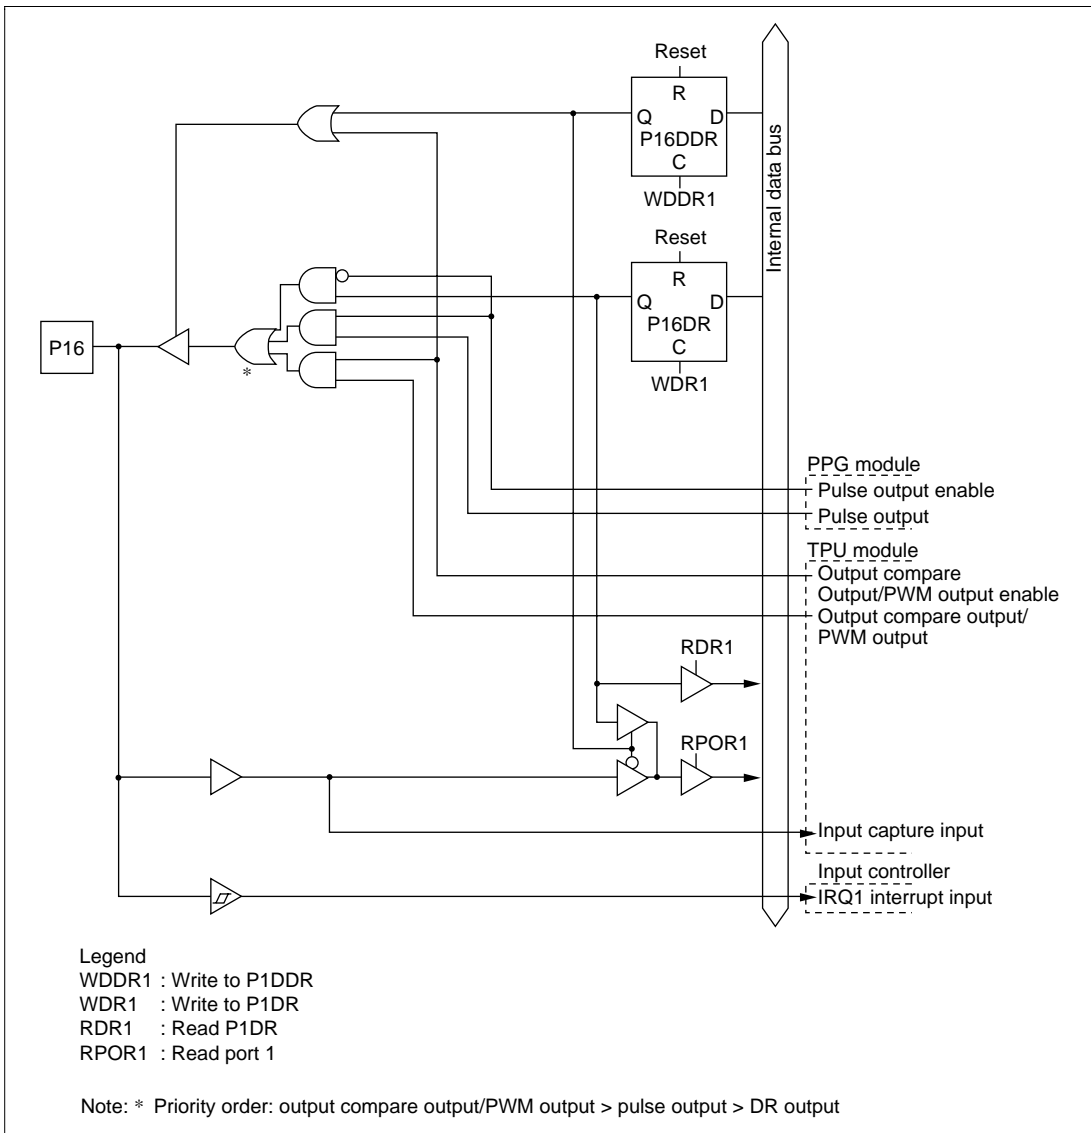 Reset
R
Q D
P16DDR
C
WDDR1
Internal data bus
Reset
R
Q D
P16DR
C
WDR1
P16
*
PPG module
Pulse output enable
Pulse output
TPU module
Output compare
Output/PWM output enable
Output compare output/
PWM output
RDR1
RPOR1
Input capture input
Input controller
IRQ1 interrupt input
Legend
WDDR1 : Write to P1DDR
WDR1 : Write to P1DR
RDR1 : Read P1DR
RPOR1 : Read port 1
Note: * Priority order: output compare output/PWM output > pulse output > DR output